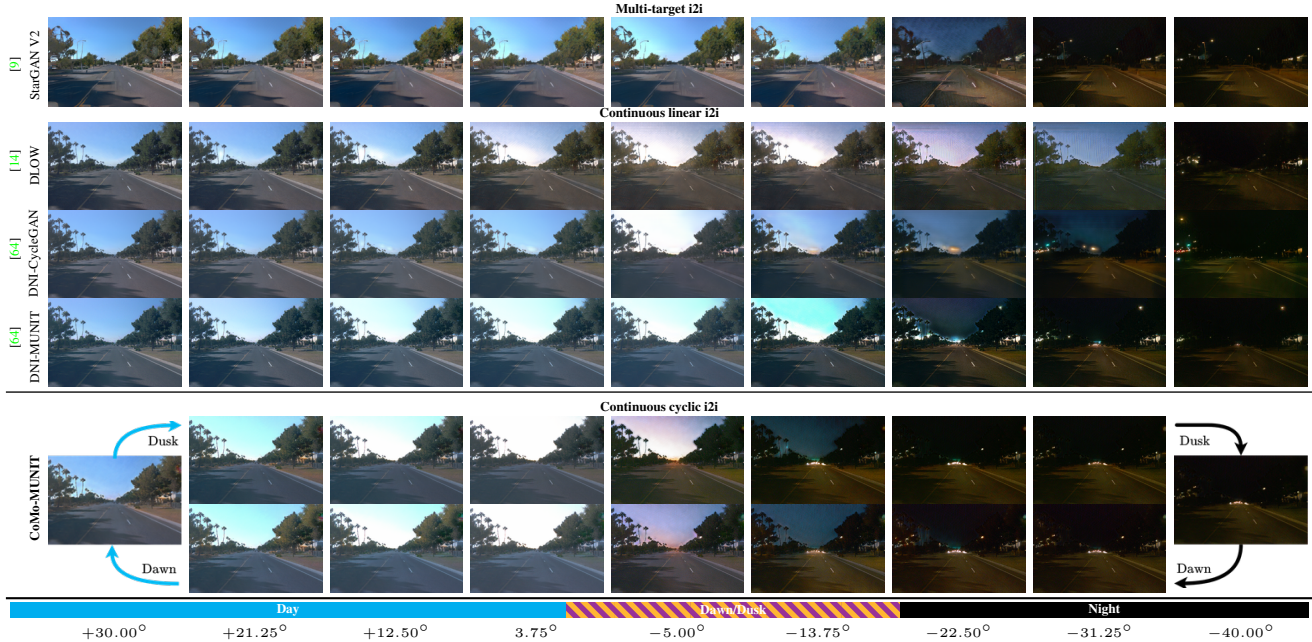 Multi-target i2i
[9]
StarGAN V2
Continuous linear i2i
[14]
DLOW
[64]
DNI-CycleGAN
[64]
DNI-MUNIT
Continuous cyclic i2i
CoMo-MUNIT
Dusk
Dawn
Dusk
Dawn
Day Dawn/Dusk Night
+30.00° +21.25° +12.50° 3.75° −5.00° −13.75° −22.50° −31.25° −40.00°